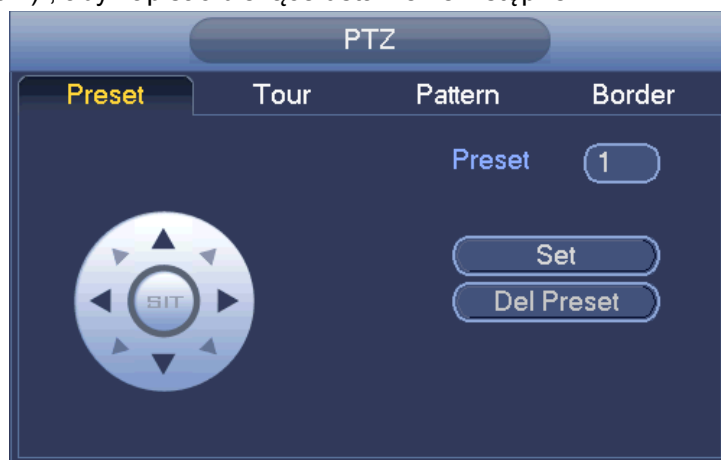 PTZ
Preset Tour Pattern Border
Preset 1
SIT
Set
Del Preset